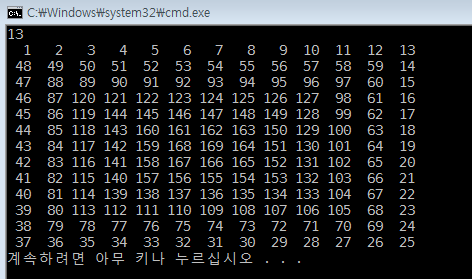 C:₩Windows₩system32₩cmd.exe
13
1 2 3 4 5 6 7 8 9 10 11 12 13
48 49 50 51 52 53 54 55 56 57 58 59 14
47 88 89 90 91 92 93 94 95 96 97 60 15
46 87 120 121 122 123 124 125 126 127 98 61 16
45 86 119 144 145 146 147 148 149 128 99 62 17
44 85 118 143 160 161 162 163 150 129 100 63 18
43 84 117 142 159 168 169 164 151 130 101 64 19
42 83 116 141 158 167 166 165 152 131 102 65 20
41 82 115 140 157 156 155 154 153 132 103 66 21
40 81 114 139 138 137 136 135 134 133 104 67 22
39 80 113 112 111 110 109 108 107 106 105 68 23
38 79 78 77 76 75 74 73 72 71 70 69 24
37 36 35 34 33 32 31 30 29 28 27 26 25
계속하려면 아무 키나 누르십시오 . . .